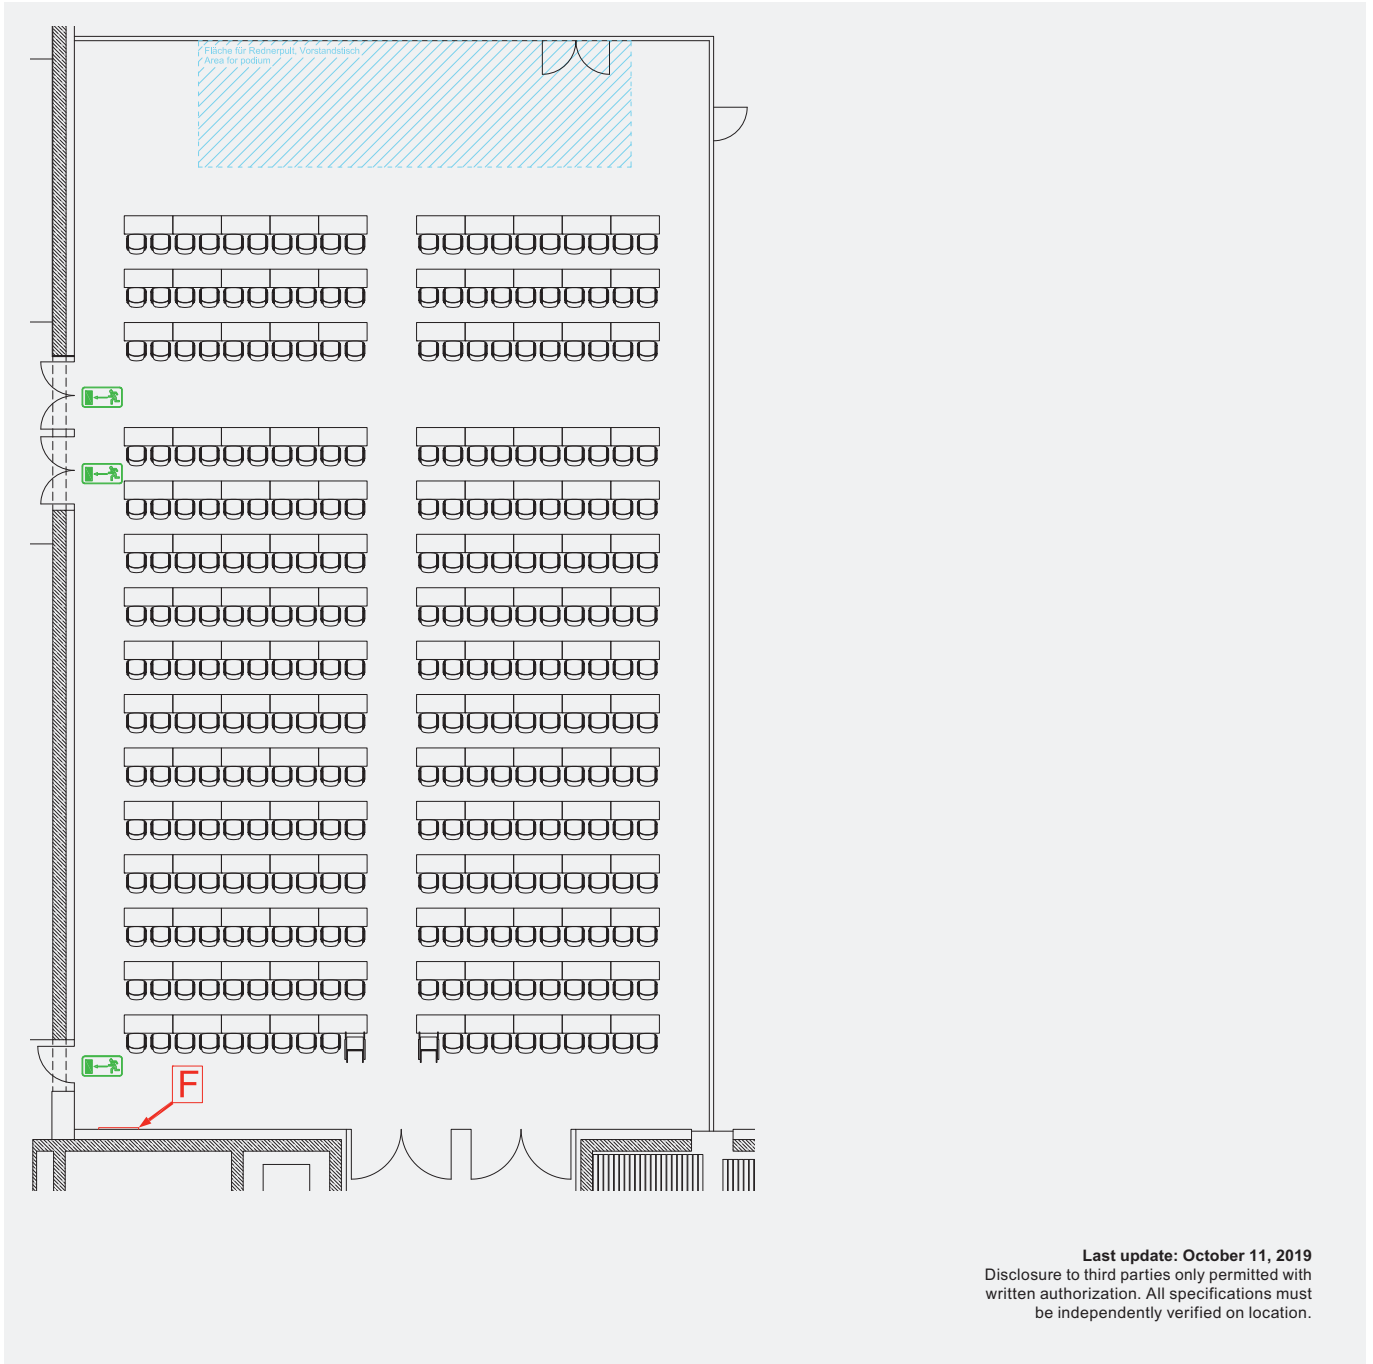 Fläche für Rednerpult, Vorstandstisch
Area for podium
F
Last update: October 11, 2019
Disclosure to third parties only permitted with
written authorization. All specifications must
be independently verified on location.